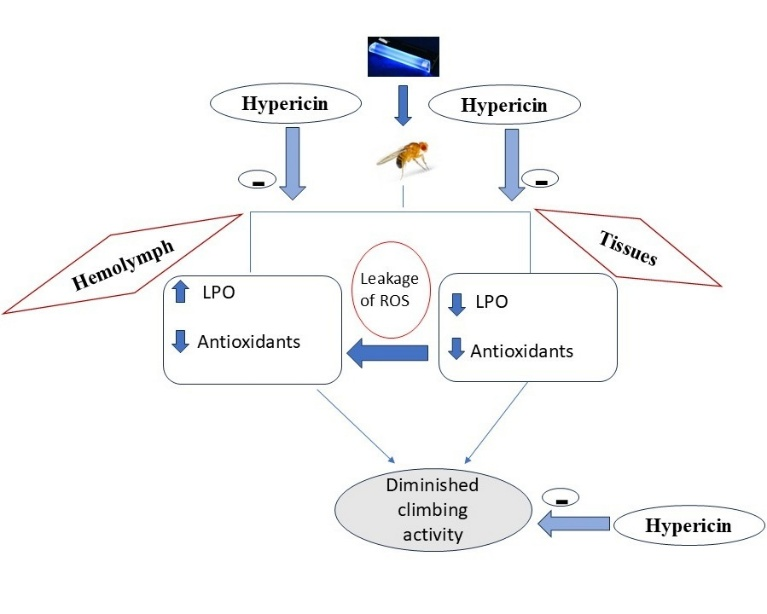 Hypericin
Hypericin
-
-
Hemolymph
Tissues
Leakage
of ROS
LPO
Antioxidants
LPO
Antioxidants
Diminished
climbing
activity
-
Hypericin